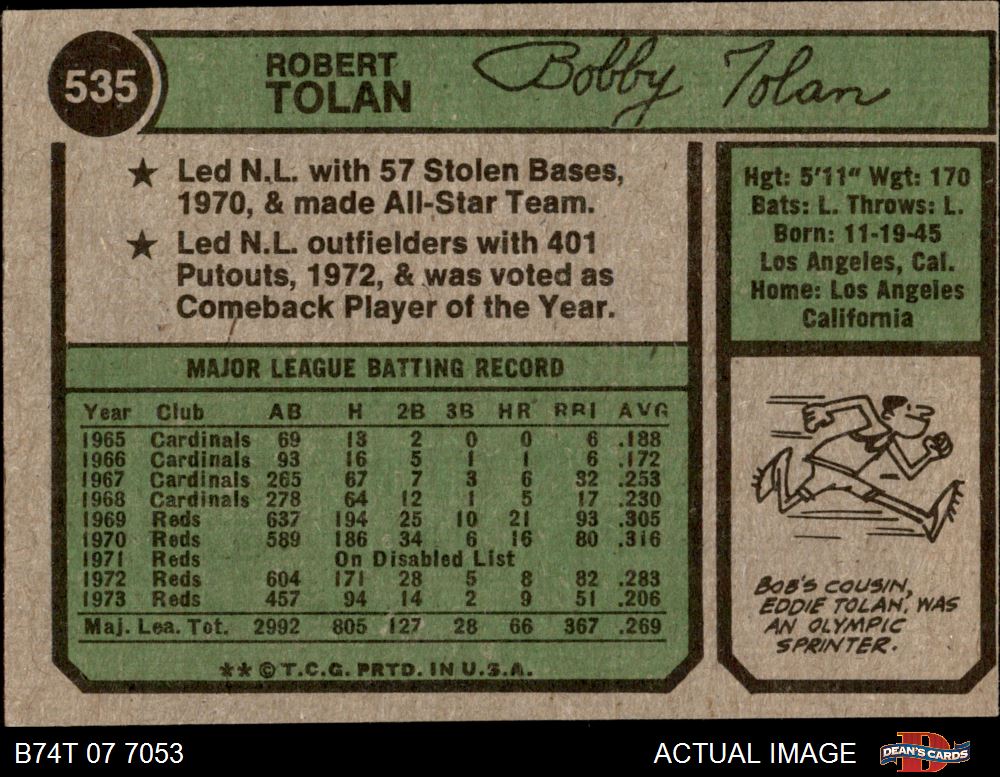 535
ROBERT
TOLAN
Bobby Tolan
★ Led N.L. with 57 Stolen Bases,
1970, & made All-Star Team.
★ Led N.L. outfielders with 401
Putouts, 1972, & was voted as
Comeback Player of the Year.
Hgt: 5'11" Wgt: 170
Bats: L. Throws: L.
Born: 11-19-45
Los Angeles, Cal.
Home: Los Angeles
California
MAJOR LEAGUE BATTING RECORD
Year Club AB H 2B 3B HR RBI AVG
1965 Cardinals 69 13 2 0 0 6 .188
1966 Cardinals 93 16 5 1 1 6 .172
1967 Cardinals 265 67 7 3 6 32 .253
1968 Cardinals 278 64 12 1 5 17 .230
1969 Reds 637 194 25 10 21 93 .305
1970 Reds 589 186 34 6 16 80 .316
1971 Reds On Disabled List
1972 Reds 604 171 28 5 8 82 .283
1973 Reds 457 94 14 2 9 51 .206
Maj. Lea. Tot. 2992 805 127 28 66 367 .269
** © T.C.G. PRTD. IN U.S.A.
BOB'S COUSIN,
EDDIE TOLAN, WAS
AN OLYMPIC
SPRINTER.
B74T 07 7053
ACTUAL IMAGE
DEAN'S CARDS